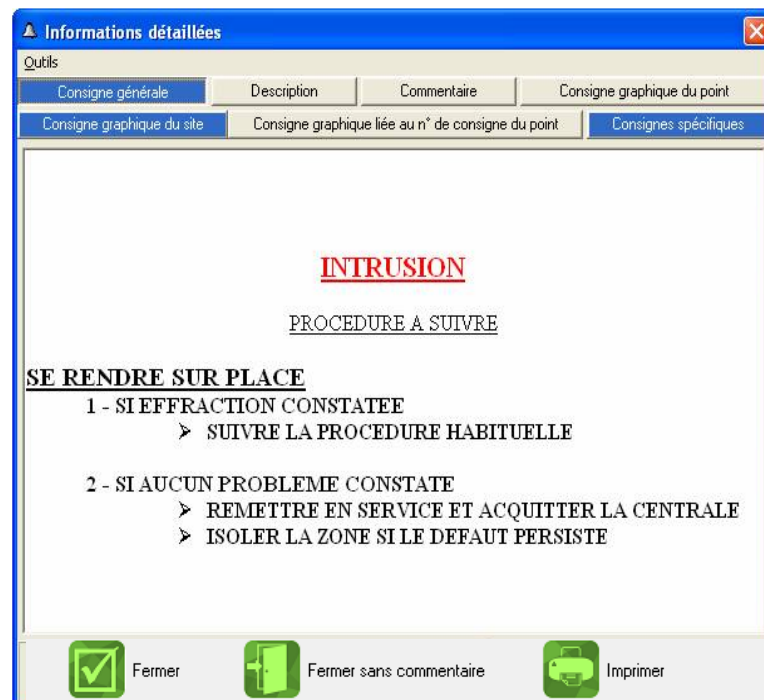 Informations détaillées
Outils
Consigne générale Description Commentaire Consigne graphique du point
Consigne graphique du site Consigne graphique liée au n° de consigne du point Consignes spécifiques
INTRUSION
PROCEDURE A SUIVRE
SE RENDRE SUR PLACE
1 - SI EFFRACTION CONSTATEE
➢ SUIVRE LA PROCEDURE HABITUELLE
2 - SI AUCUN PROBLEME CONSTATE
➢ REMETTRE EN SERVICE ET ACQUITTER LA CENTRALE
➢ ISOLER LA ZONE SI LE DEFAUT PERSISTE
Fermer Fermer sans commentaire Imprimer